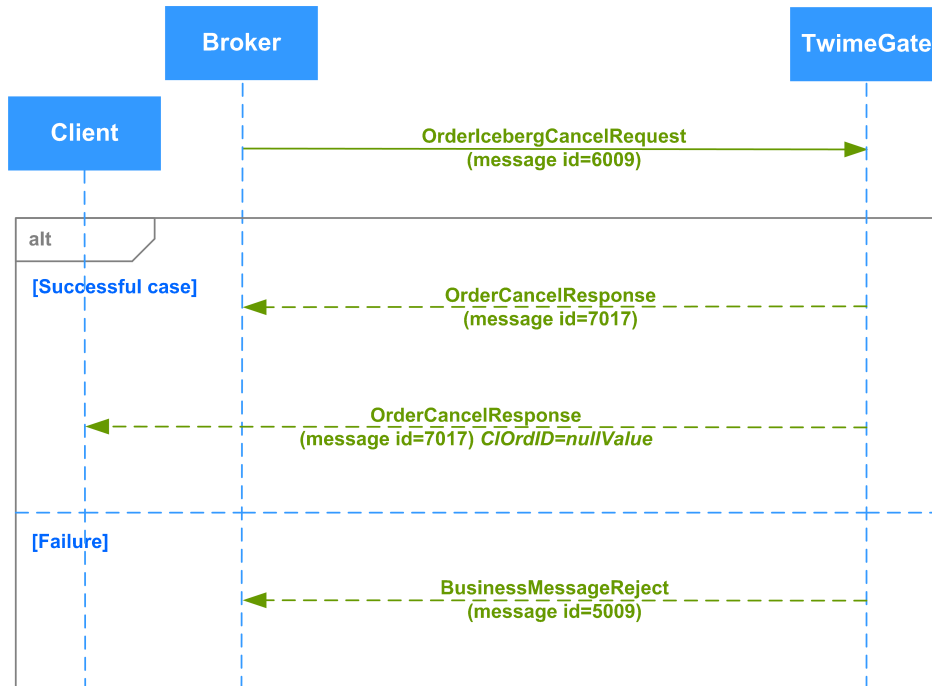 Broker
TwimeGate
Client
OrderIcebergCancelRequest
(message id=6009)
alt
[Successful case]
OrderCancelResponse
(message id=7017)
OrderCancelResponse
(message id=7017) ClOrdID=nullValue
[Failure]
BusinessMessageReject
(message id=5009)